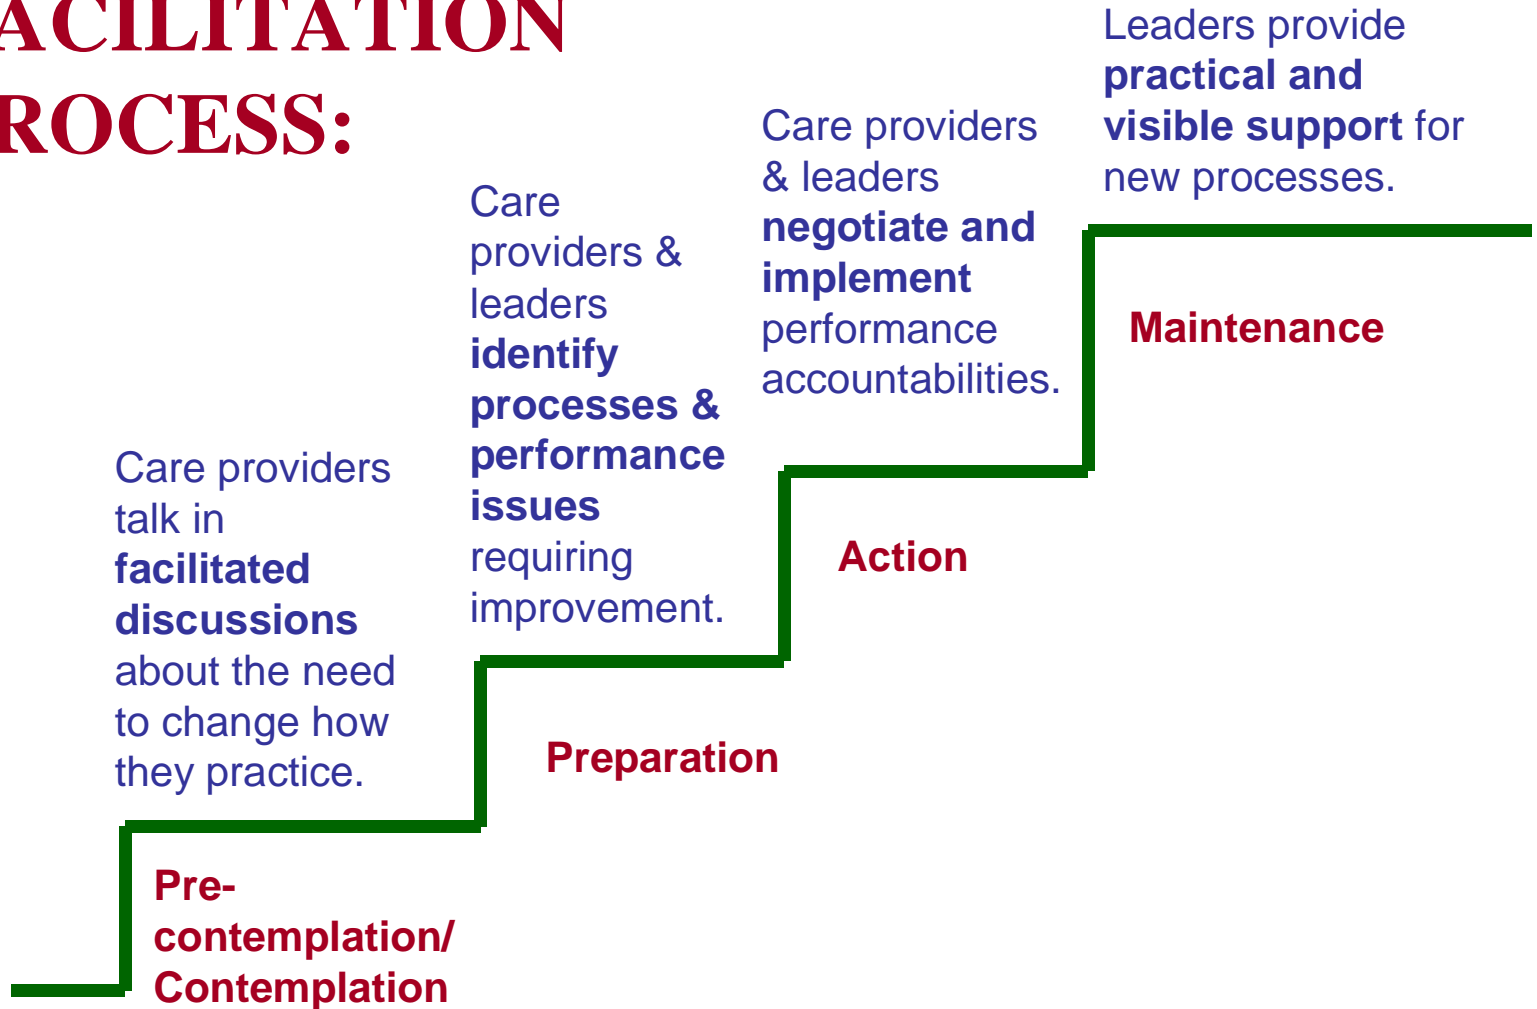 ACILITATION
ROCESS:
Care providers
talk in
facilitated
discussions
about the need
to change how
they practice.
Pre-
contemplation/
Contemplation
Care
providers &
leaders
identify
processes &
performance
issues
requiring
improvement.
Preparation
Care providers
& leaders
negotiate and
implement
performance
accountabilities.
Action
Leaders provide
practical and
visible support for
new processes.
Maintenance